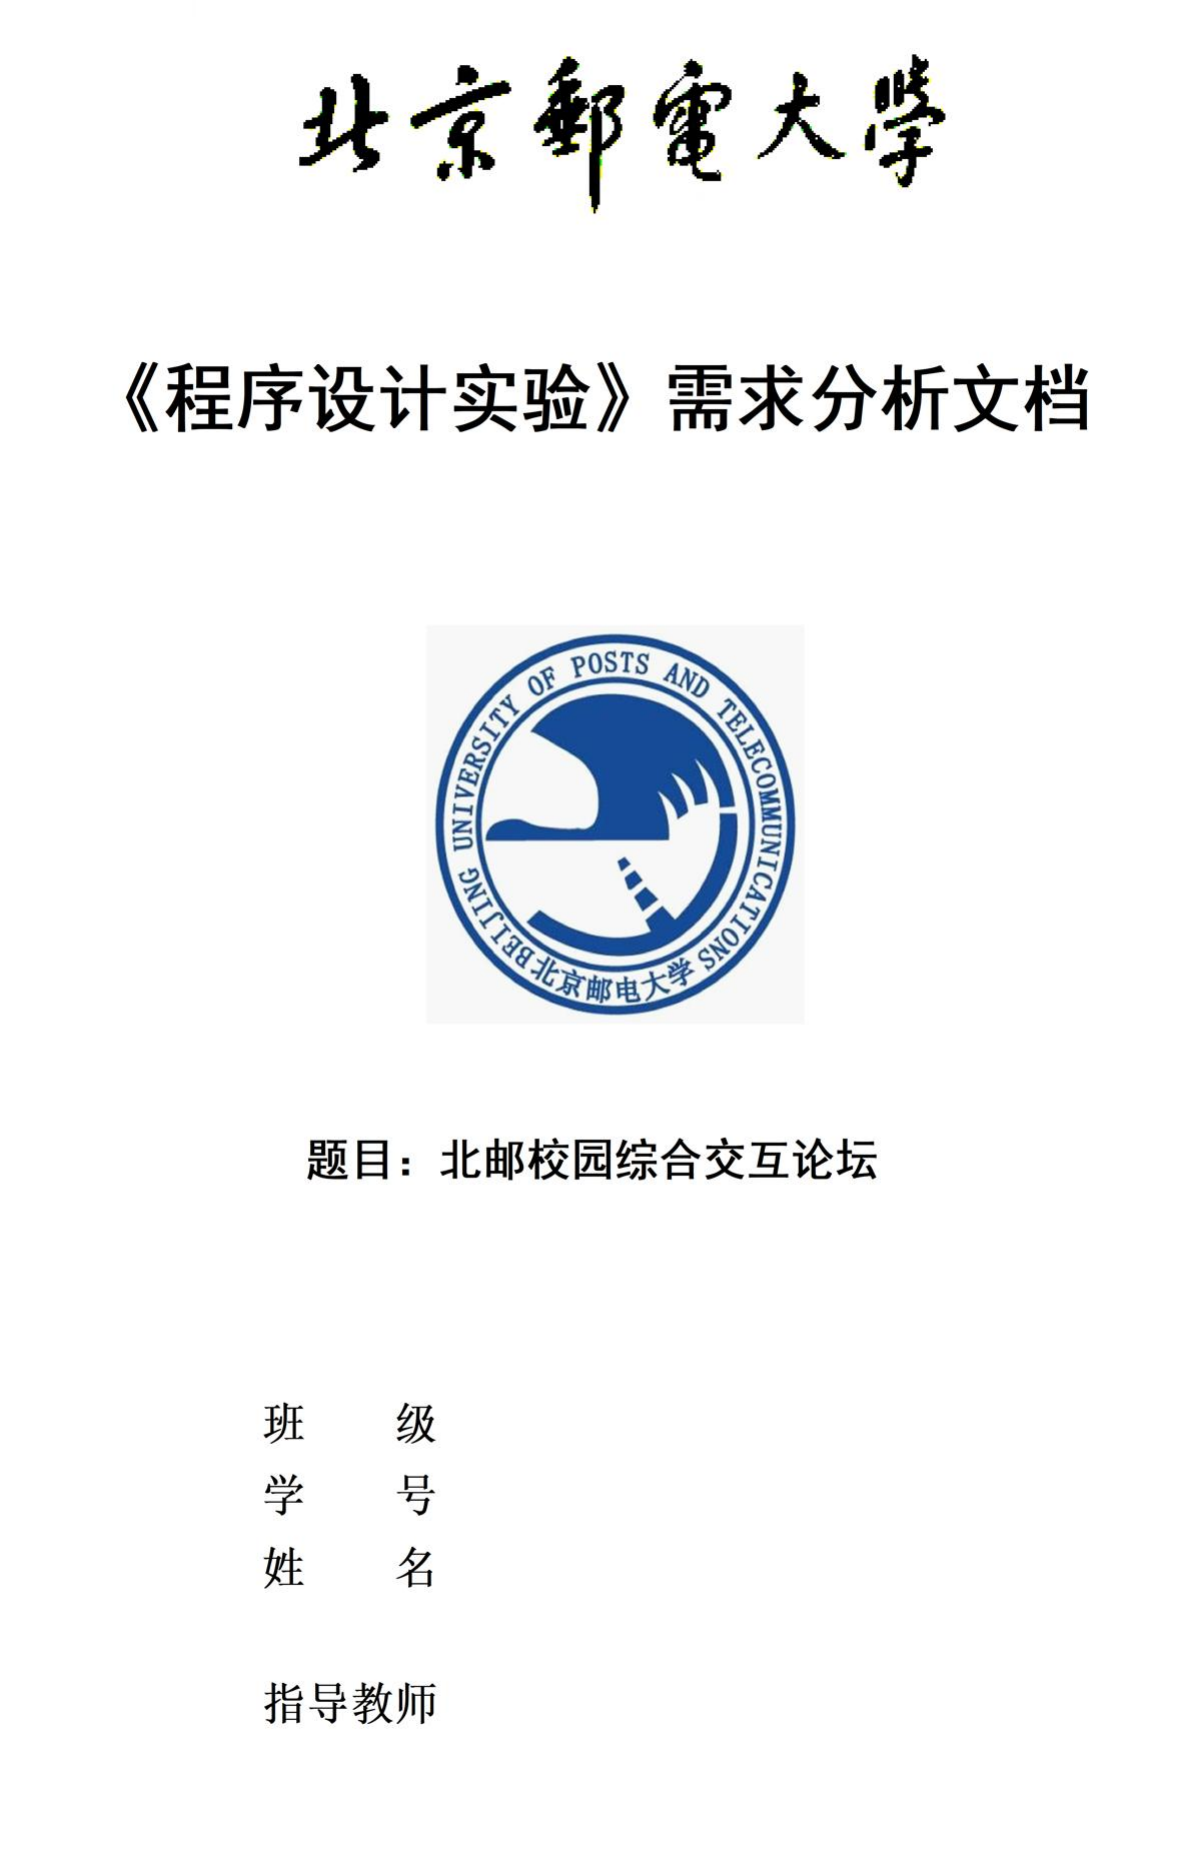 北京郵電大學
《程序设计实验》需求分析文档
BEIJING UNIVERSITY OF POSTS AND TELECOMMUNICATIONS
北京邮电大学
题目：北邮校园综合交互论坛
班 级
学 号
姓 名
指导教师